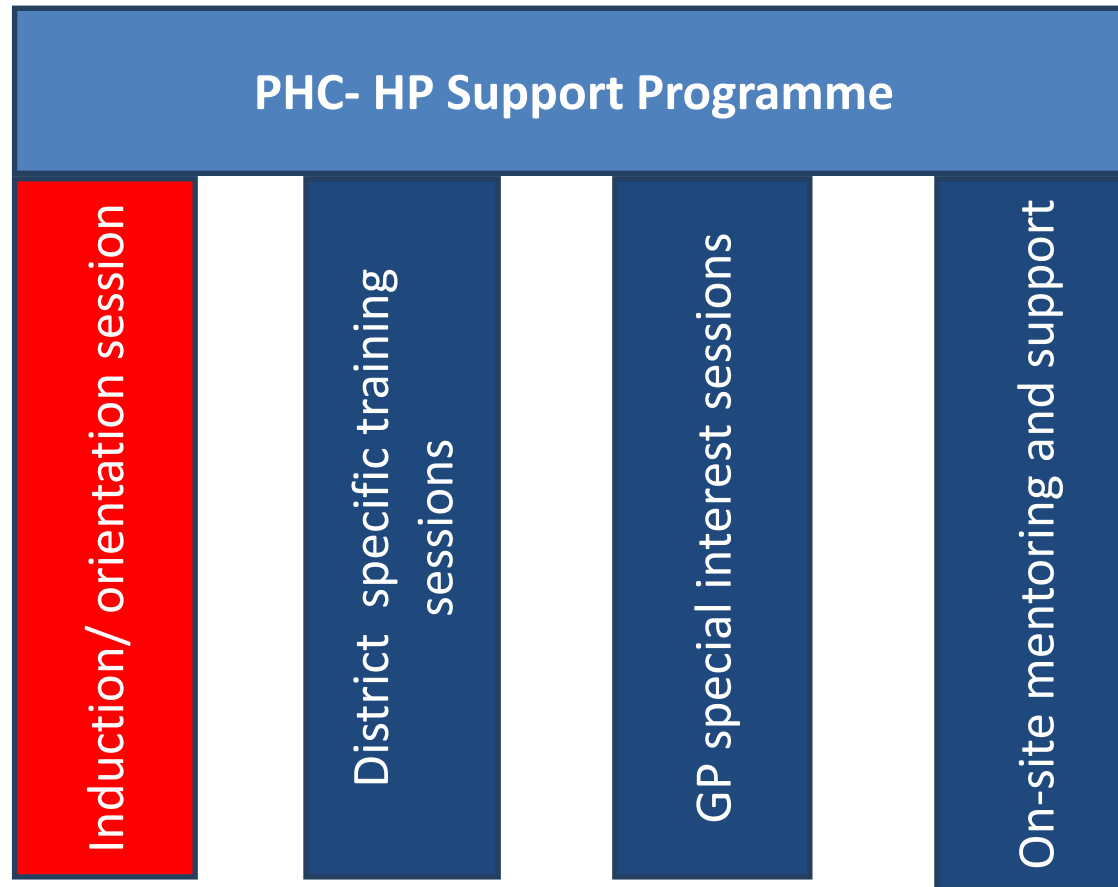 PHC- HP Support Programme
Induction/ orientation session
District  specific training
sessions
GP special interest sessions
On-site mentoring and support